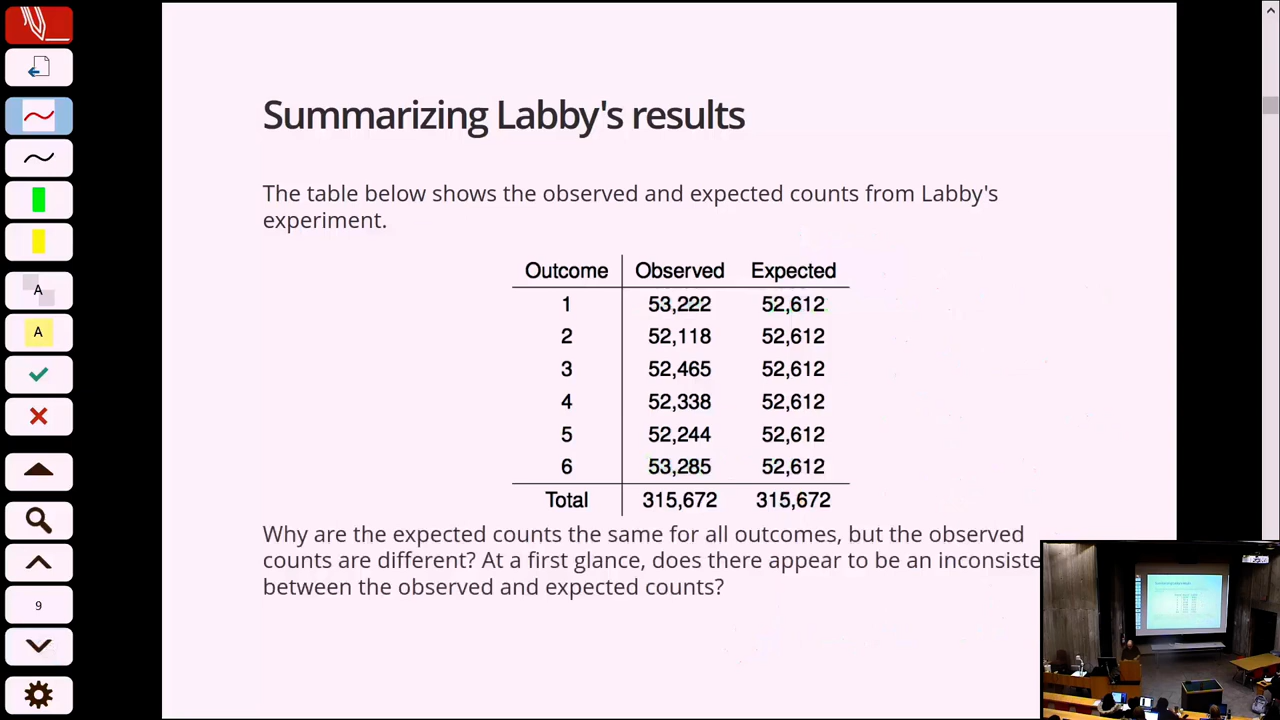 Summarizing Labby's results
The table below shows the observed and expected counts from Labby's
experiment.
Outcome Observed Expected
1 53,222 52,612
2 52,118 52,612
3 52,465 52,612
4 52,338 52,612
5 52,244 52,612
6 53,285 52,612
Total 315,672 315,672
Why are the expected counts the same for all outcomes, but the observed
counts are different? At a first glance, does there appear to be an inconsiste
between the observed and expected counts?
A
A
9